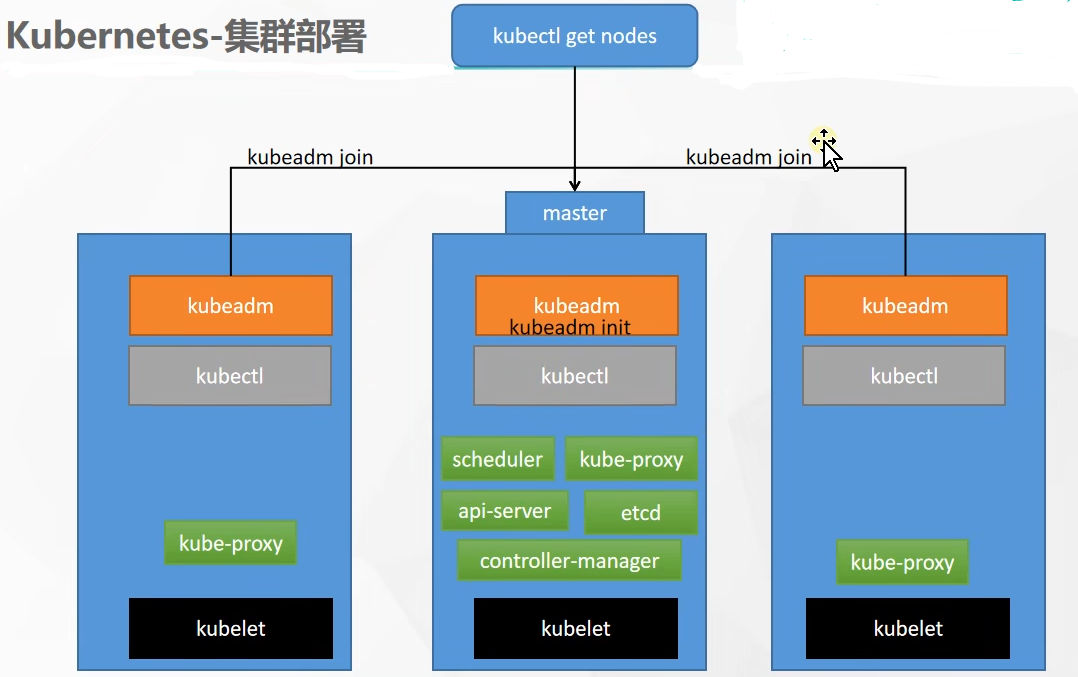 Kubernetes-集群部署
kubectl get nodes
kubeadm join
kubeadm join
master
kubeadm
kubeadm
kubeadm init
kubeadm
kubectl
kubectl
kubectl
scheduler
kube-proxy
api-server
etcd
controller-manager
kube-proxy
kube-proxy
kubelet
kubelet
kubelet